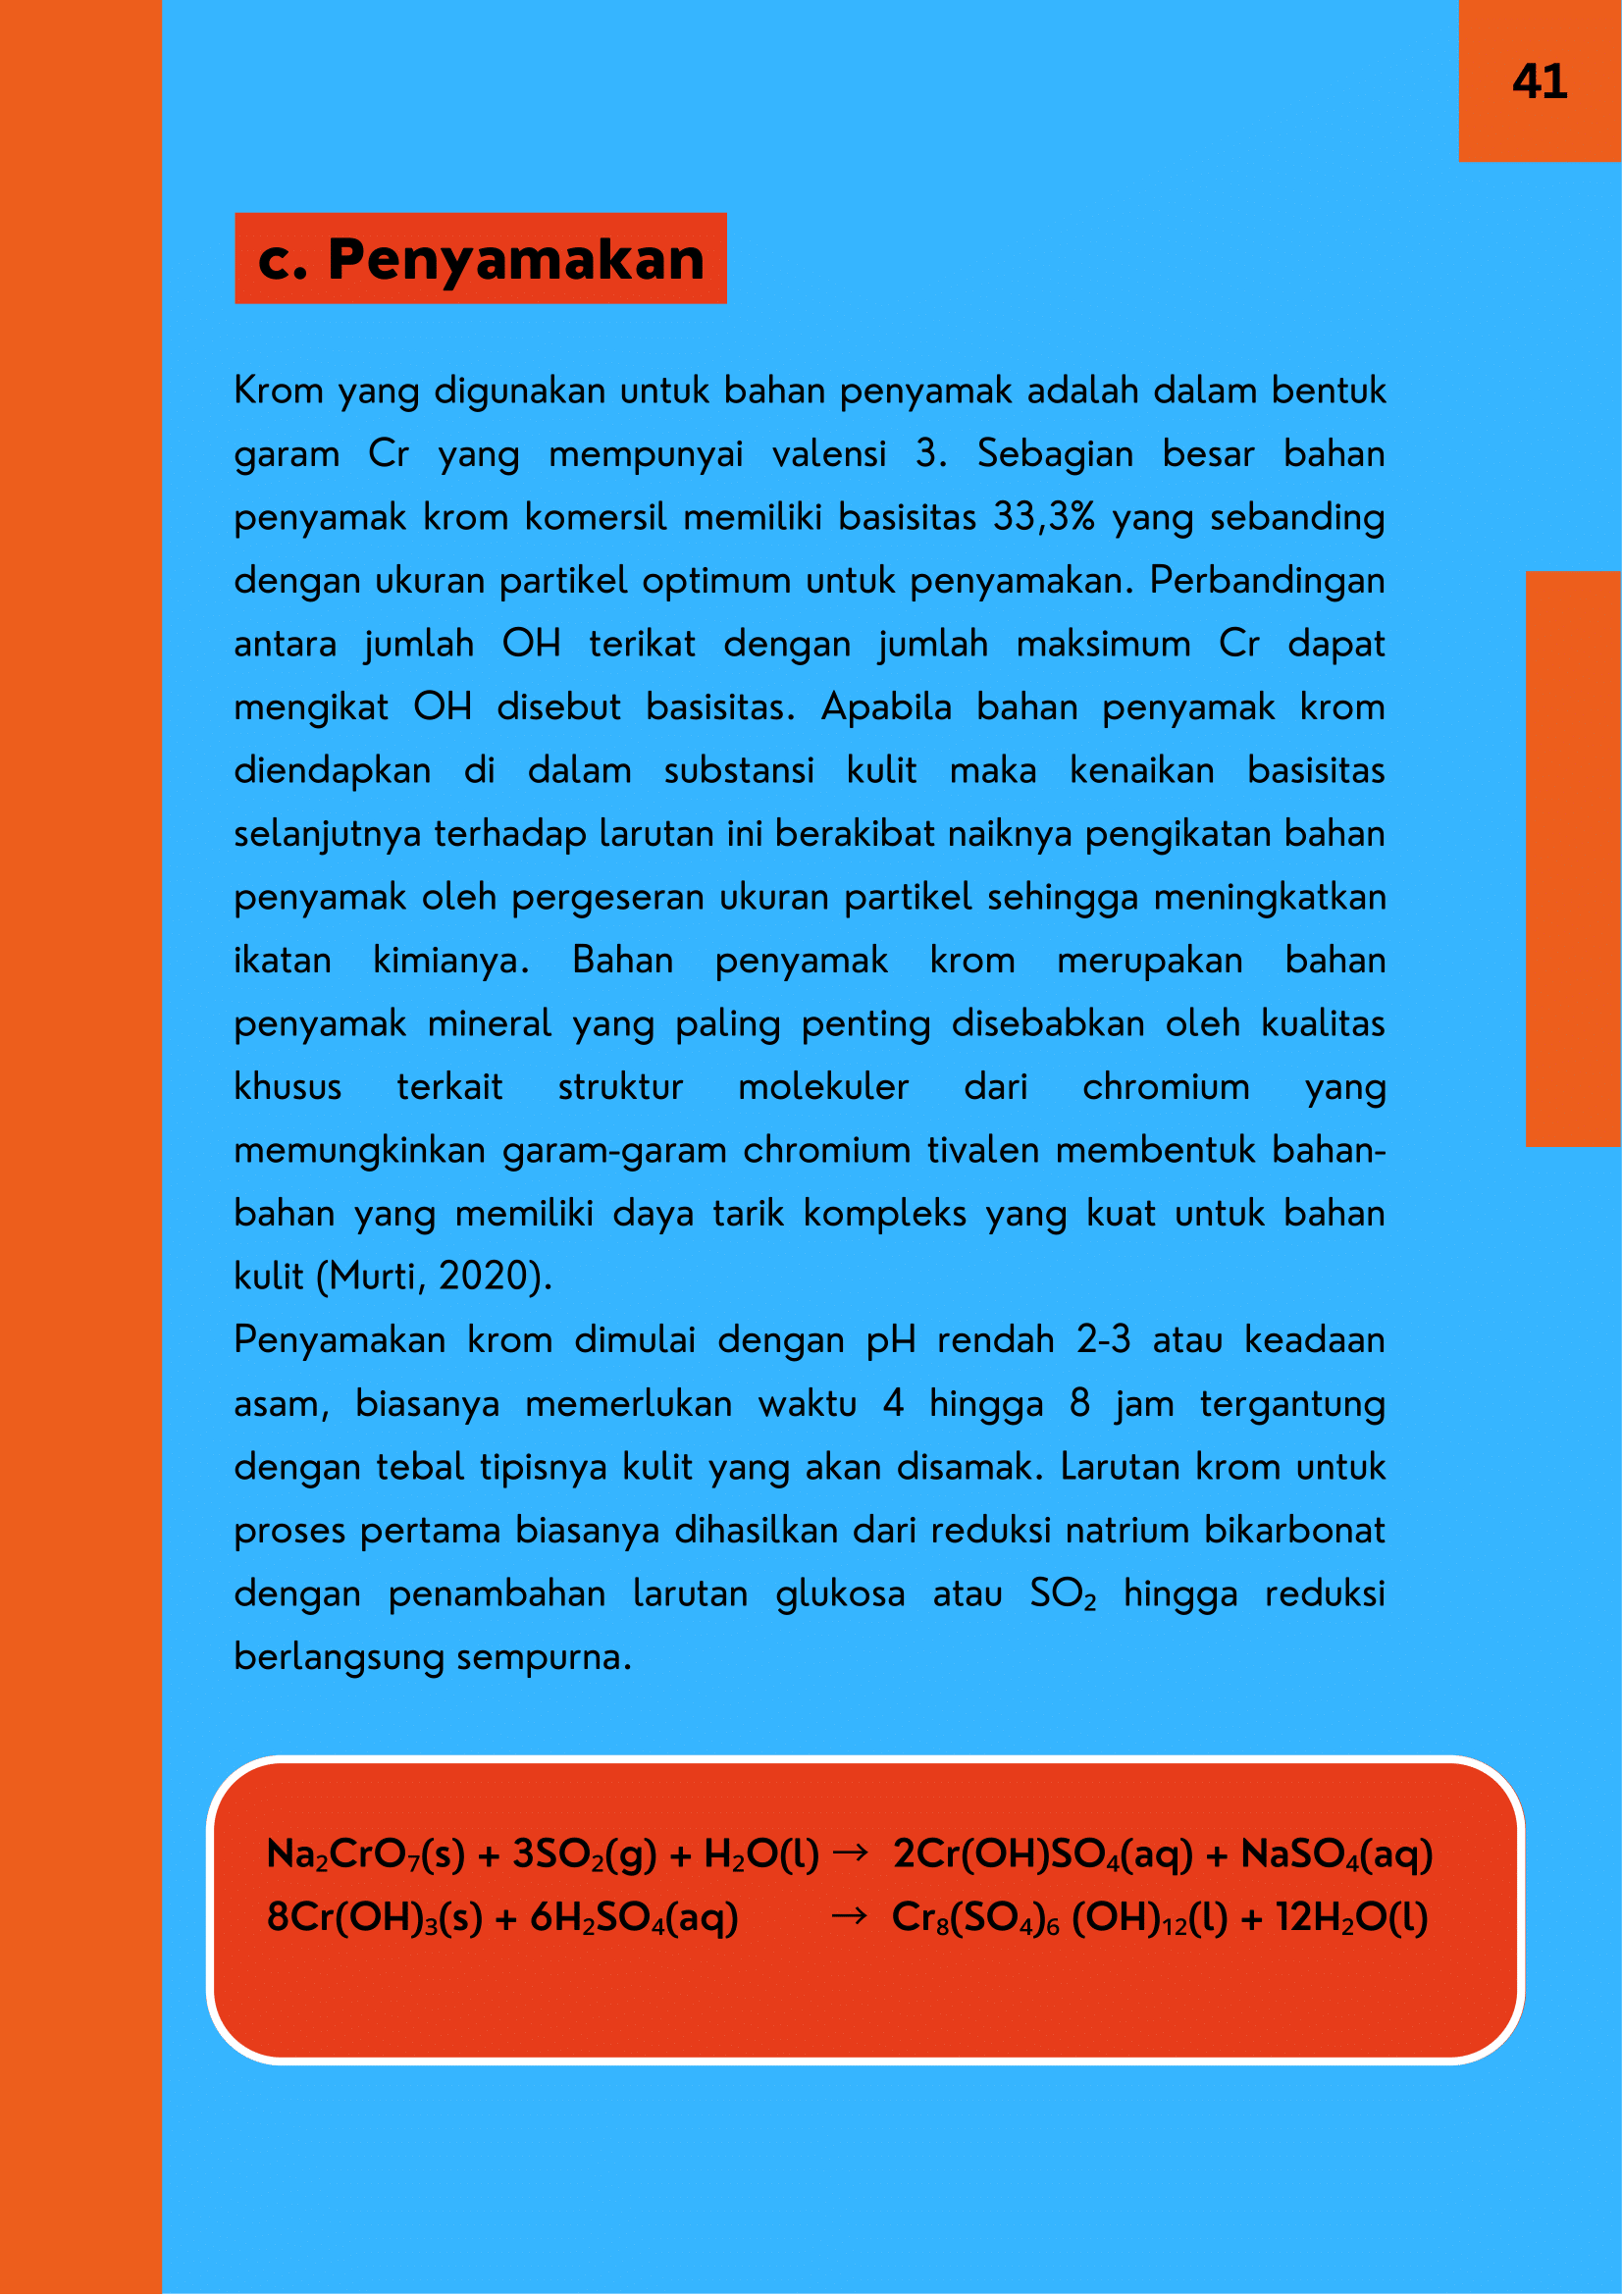 41
c. Penyamakan
Krom yang digunakan untuk bahan penyamak adalah dalam bentuk
garam Cr yang mempunyai valensi 3. Sebagian besar bahan
penyamak krom komersil memiliki basisitas 33,3% yang sebanding
dengan ukuran partikel optimum untuk penyamakan. Perbandingan
antara jumlah OH terikat dengan jumlah maksimum Cr dapat
mengikat OH disebut basisitas. Apabila bahan penyamak krom
diendapkan di dalam substansi kulit maka kenaikan basisitas
selanjutnya terhadap larutan ini berakibat naiknya pengikatan bahan
penyamak oleh pergeseran ukuran partikel sehingga meningkatkan
ikatan kimianya. Bahan penyamak krom merupakan bahan
penyamak mineral yang paling penting disebabkan oleh kualitas
khusus terkait struktur molekuler dari chromium yang
memungkinkan garam-garam chromium tivalen membentuk bahan-
bahan yang memiliki daya tarik kompleks yang kuat untuk bahan
kulit (Murti, 2020).
Penyamakan krom dimulai dengan pH rendah 2-3 atau keadaan
asam, biasanya memerlukan waktu 4 hingga 8 jam tergantung
dengan tebal tipisnya kulit yang akan disamak. Larutan krom untuk
proses pertama biasanya dihasilkan dari reduksi natrium bikarbonat
dengan penambahan larutan glukosa atau SO₂ hingga reduksi
berlangsung sempurna.
Na₂CrO₇(s) + 3SO₂(g) + H₂O(l) → 2Cr(OH)SO₄(aq) + NaSO₄(aq)
8Cr(OH)₃(s) + 6H₂SO₄(aq) → Cr₈(SO₄)₆ (OH)₁₂(l) + 12H₂O(l)